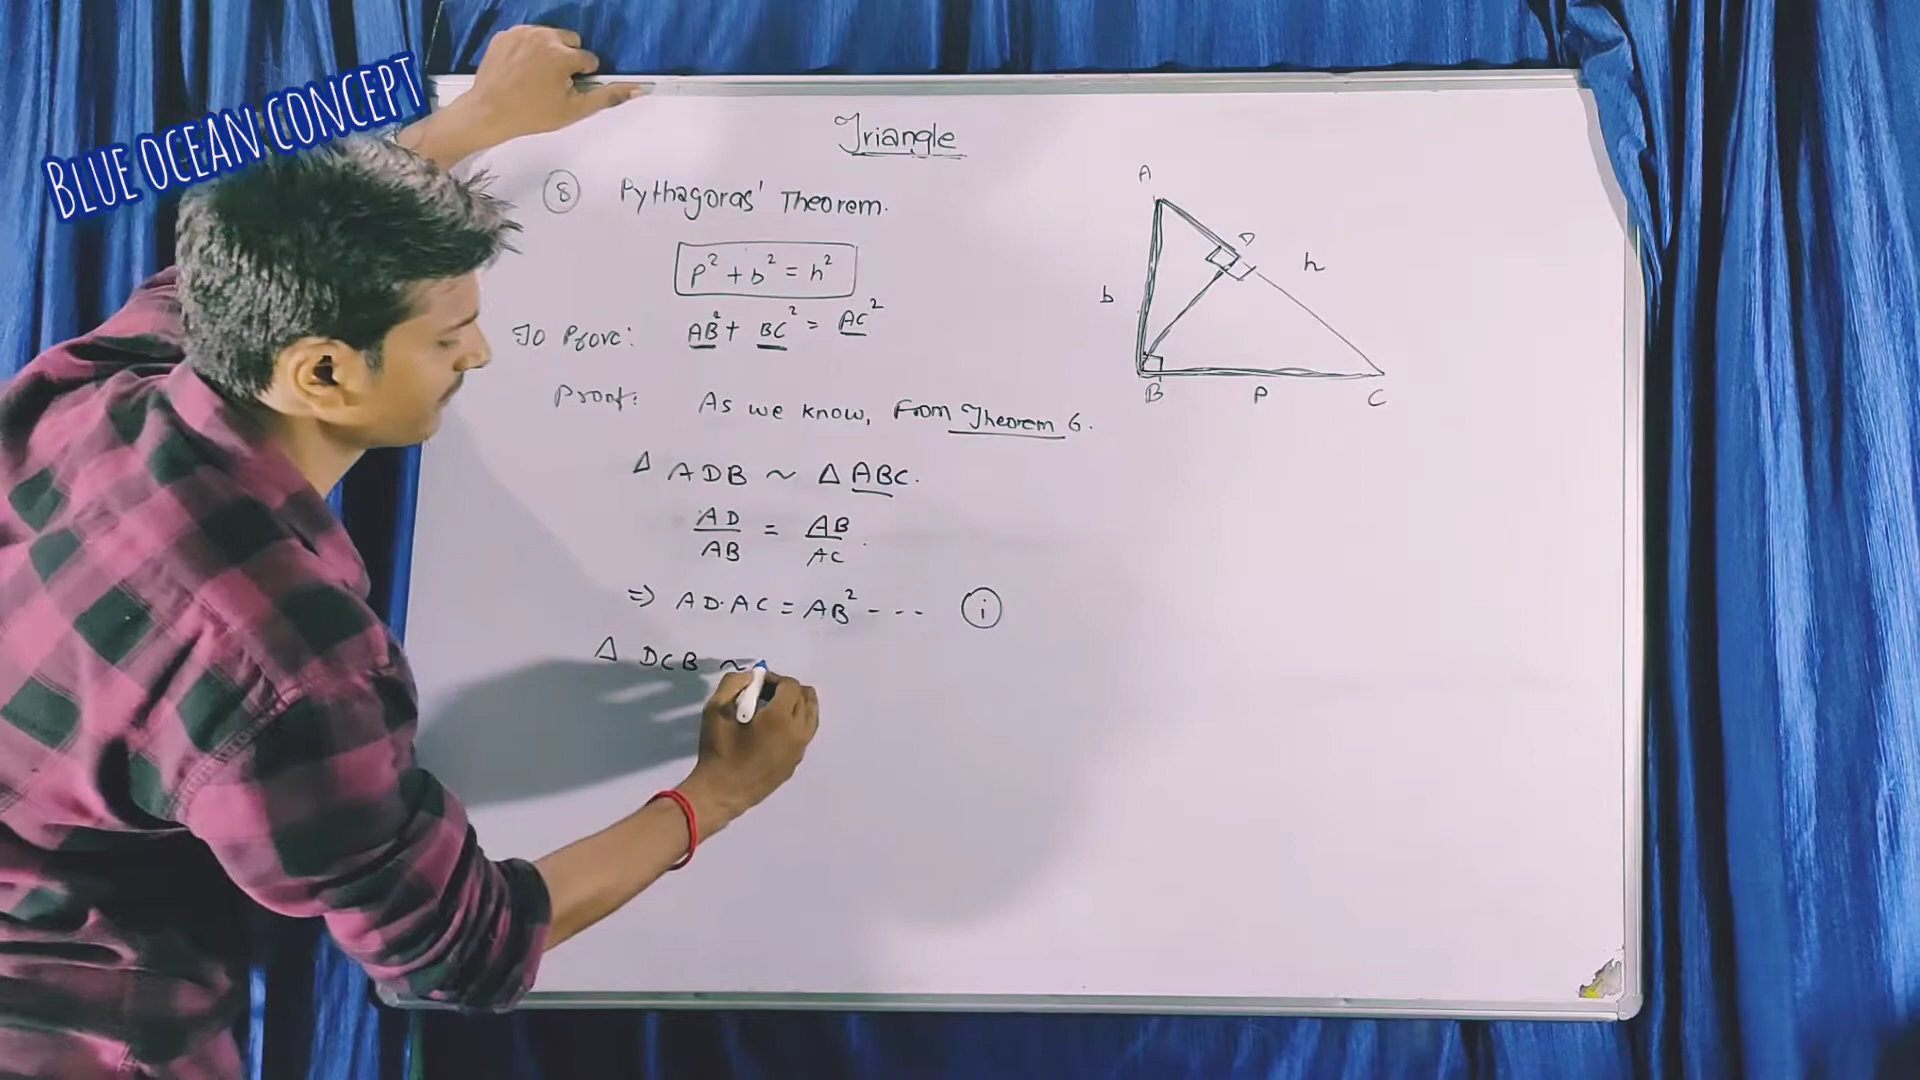 BLUE OCEAN CONCEPT
Triangle
8 Pythagoras' Theorem.
p² + b² = h²
To Prove: AB² + BC² = AC²
Proof: As we know, From Theorem 6.
Δ ADB ~ Δ ABC.
AD/AB = AB/AC.
⇒ AD.AC = AB² - - - i
Δ DCB ~
A
D
h
b
B
P
C